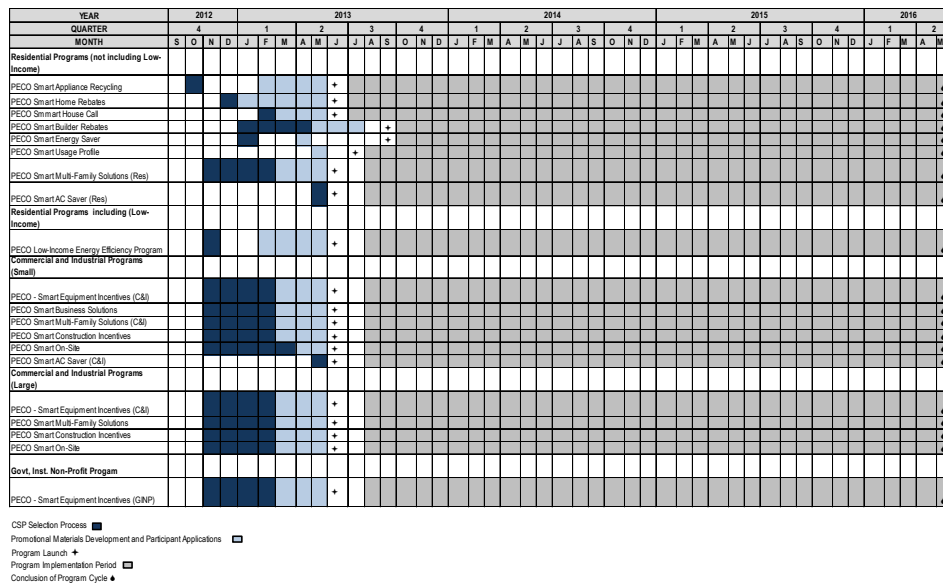 YEAR 2012 2013 2014 2015 2016
QUARTER 4 1 2 3 4 1 2 3 4 1 2 3 4 1 2
MONTH S O N D J F M A M J J A S O N D J F M A M J J A S O N D J F M A M J J A S O N D J F M A M
Residential Programs (not including Low-
Income)
PECO Smart Appliance Recycling
PECO Smart Home Rebates
PECO Smmart House Call
PECO Smart Builder Rebates
PECO Smart Energy Saver
PECO Smart Usage Profile
PECO Smart Multi-Family Solutions (Res)
PECO Smart AC Saver (Res)
Residential Programs including (Low-
Income)
PECO Low-Income Energy Efficiency Program
Commercial and Industrial Programs
(Small)
PECO - Smart Equipment Incentives (C&I)
PECO Smart Business Solutions
PECO Smart Multi-Family Solutions (C&I)
PECO Smart Construction Incentives
PECO Smart On-Site
PECO Smart AC Saver (C&I)
Commercial and Industrial Programs
(Large)
PECO - Smart Equipment Incentives (C&I)
PECO Smart Multi-Family Solutions
PECO Smart Construction Incentives
PECO Smart On-Site
Govt, Inst. Non-Profit Progam
PECO - Smart Equipment Incentives (GINP)
CSP Selection Process
Promotional Materials Development and Participant Applications
Program Launch
Program Implementation Period
Conclusion of Program Cycle